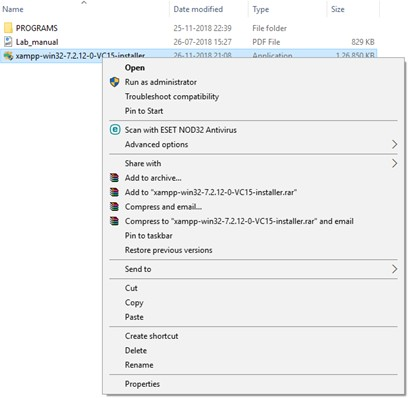 Name Date modified Type Size
PROGRAMS 25-11-2018 22:39 File folder
Lab_manual 26-07-2018 15:27 PDF File 829 KB
xampp-win32-7.2.12-0-VC15-installer 26-11-2018 21:08 Application 1,26,850 KB
Open
Run as administrator
Troubleshoot compatibility
Pin to Start
Scan with ESET NOD32 Antivirus
Advanced options
Share with
Add to archive...
Add to "xampp-win32-7.2.12-0-VC15-installer.rar"
Compress and email...
Compress to "xampp-win32-7.2.12-0-VC15-installer.rar" and email
Pin to taskbar
Restore previous versions
Send to
Cut
Copy
Paste
Create shortcut
Delete
Rename
Properties